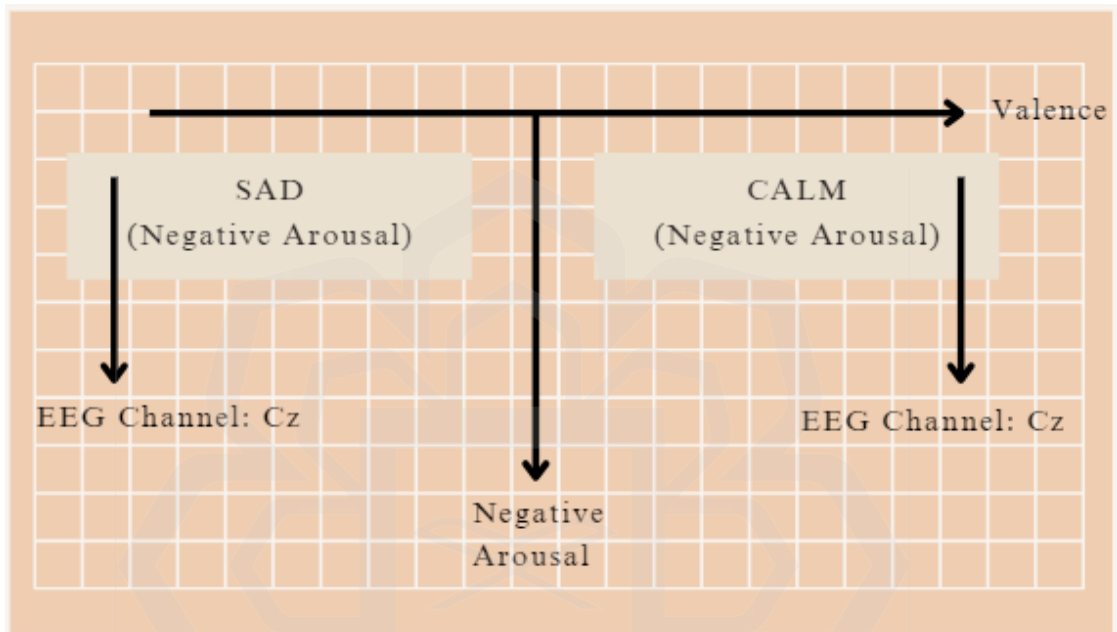 Valence
SAD
(Negative Arousal)
CALM
(Negative Arousal)
EEG Channel: Cz
EEG Channel: Cz
Negative
Arousal